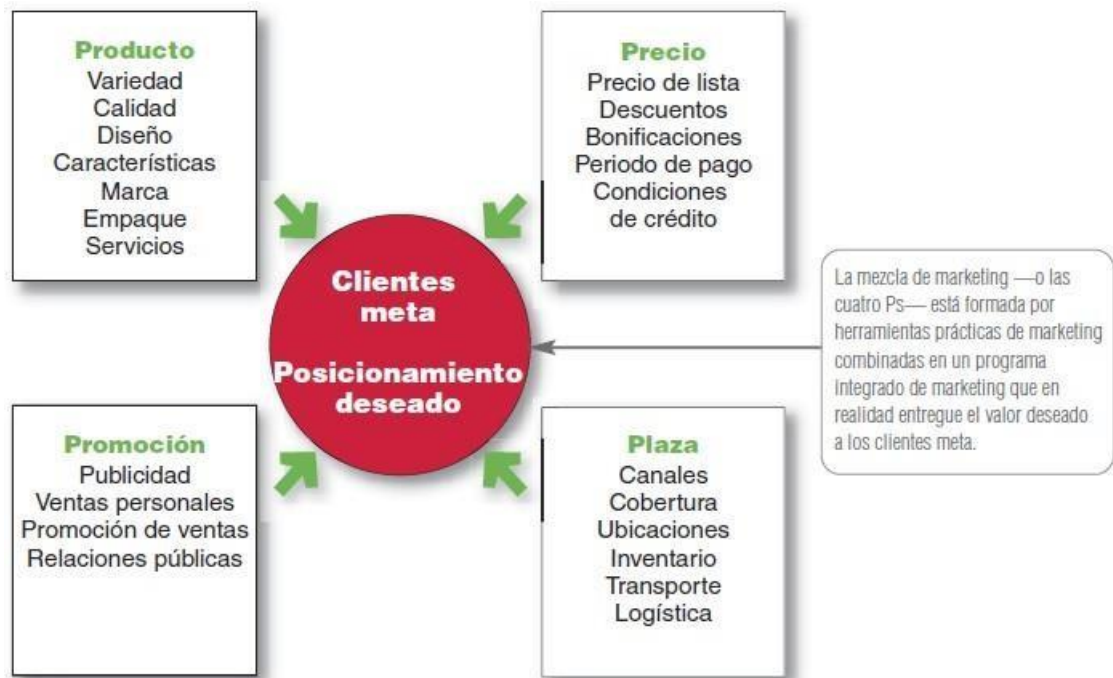 Producto
Variedad
Calidad
Diseño
Características
Marca
Empaque
Servicios
Precio
Precio de lista
Descuentos
Bonificaciones
Periodo de pago
Condiciones
de crédito
Clientes
meta
Posicionamiento
deseado
La mezcla de marketing —o las
cuatro Ps— está formada por
herramientas prácticas de marketing
combinadas en un programa
integrado de marketing que en
realidad entregue el valor deseado
a los clientes meta.
Promoción
Publicidad
Ventas personales
Promoción de ventas
Relaciones públicas
Plaza
Canales
Cobertura
Ubicaciones
Inventario
Transporte
Logística